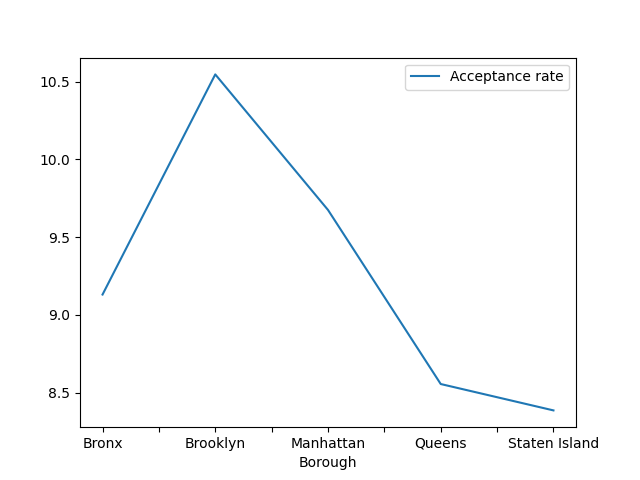 Acceptance rate
10.5
10.0
9.5
9.0
8.5
Bronx Brooklyn Manhattan Queens Staten Island
Borough